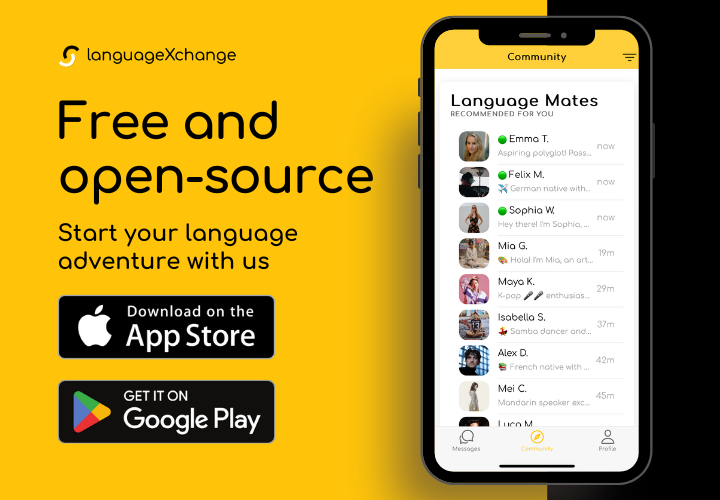 languageXchange
Free and
open-source
Start your language
adventure with us
Download on the
App Store
GET IT ON
Google Play
Community
Language Mates
RECOMMENDED FOR YOU
Emma T.
Aspiring polyglot! Pass...
now
Felix M.
✈️ German native with...
now
Sophia W.
Hey there! I'm Sophia, ...
now
Mia G.
🎨 Hola! I'm Mia, an art...
19m
Maya K.
K-pop 🎤 🎤 enthusias...
29m
Isabella S.
💃 Samba dancer and...
37m
Alex D.
📚 French native with ...
42m
Mei C.
Mandarin speaker exc...
45m
Luca M.
Messages
Community
Profile